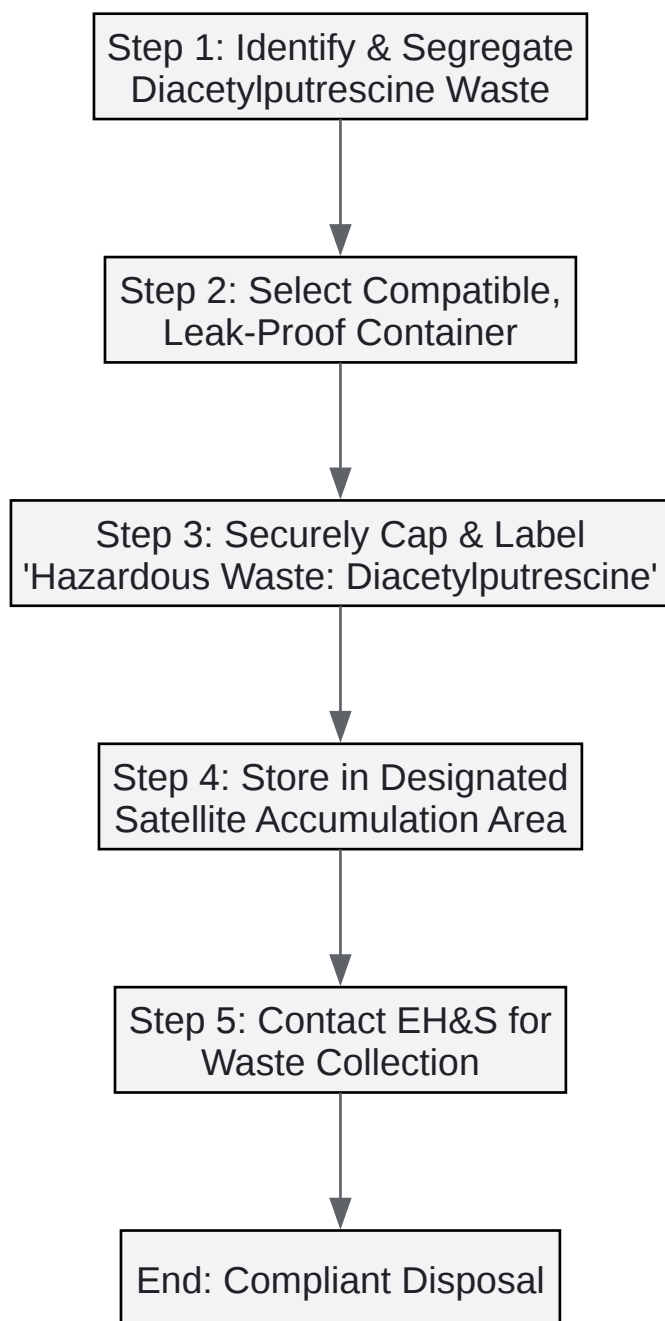 Step 1: Identify & Segregate
Diacetylputrescine Waste
Step 2: Select Compatible,
Leak-Proof Container
Step 3: Securely Cap & Label
'Hazardous Waste: Diacetylputrescine'
Step 4: Store in Designated
Satellite Accumulation Area
Step 5: Contact EH&S for
Waste Collection
End: Compliant Disposal